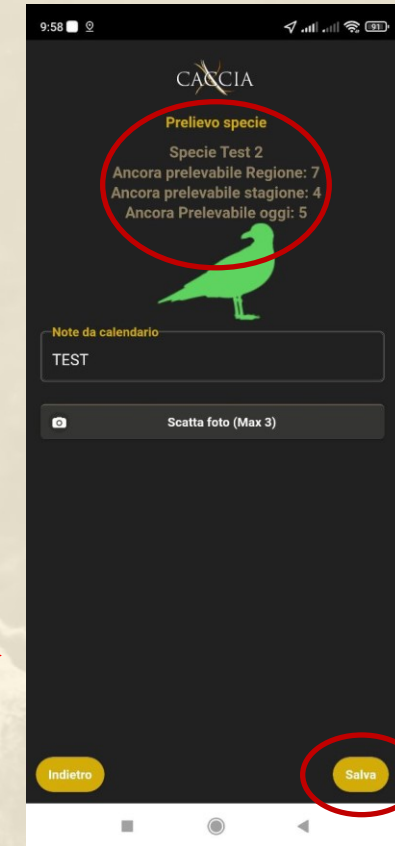 9:58
91
CACCIA
Prelievo specie
Specie Test 2
Ancora prelevabile Regione: 7
Ancora prelevabile stagione: 4
Ancora Prelevabile oggi: 5
Note da calendario
TEST
Scatta foto (Max 3)
Indietro
Salva